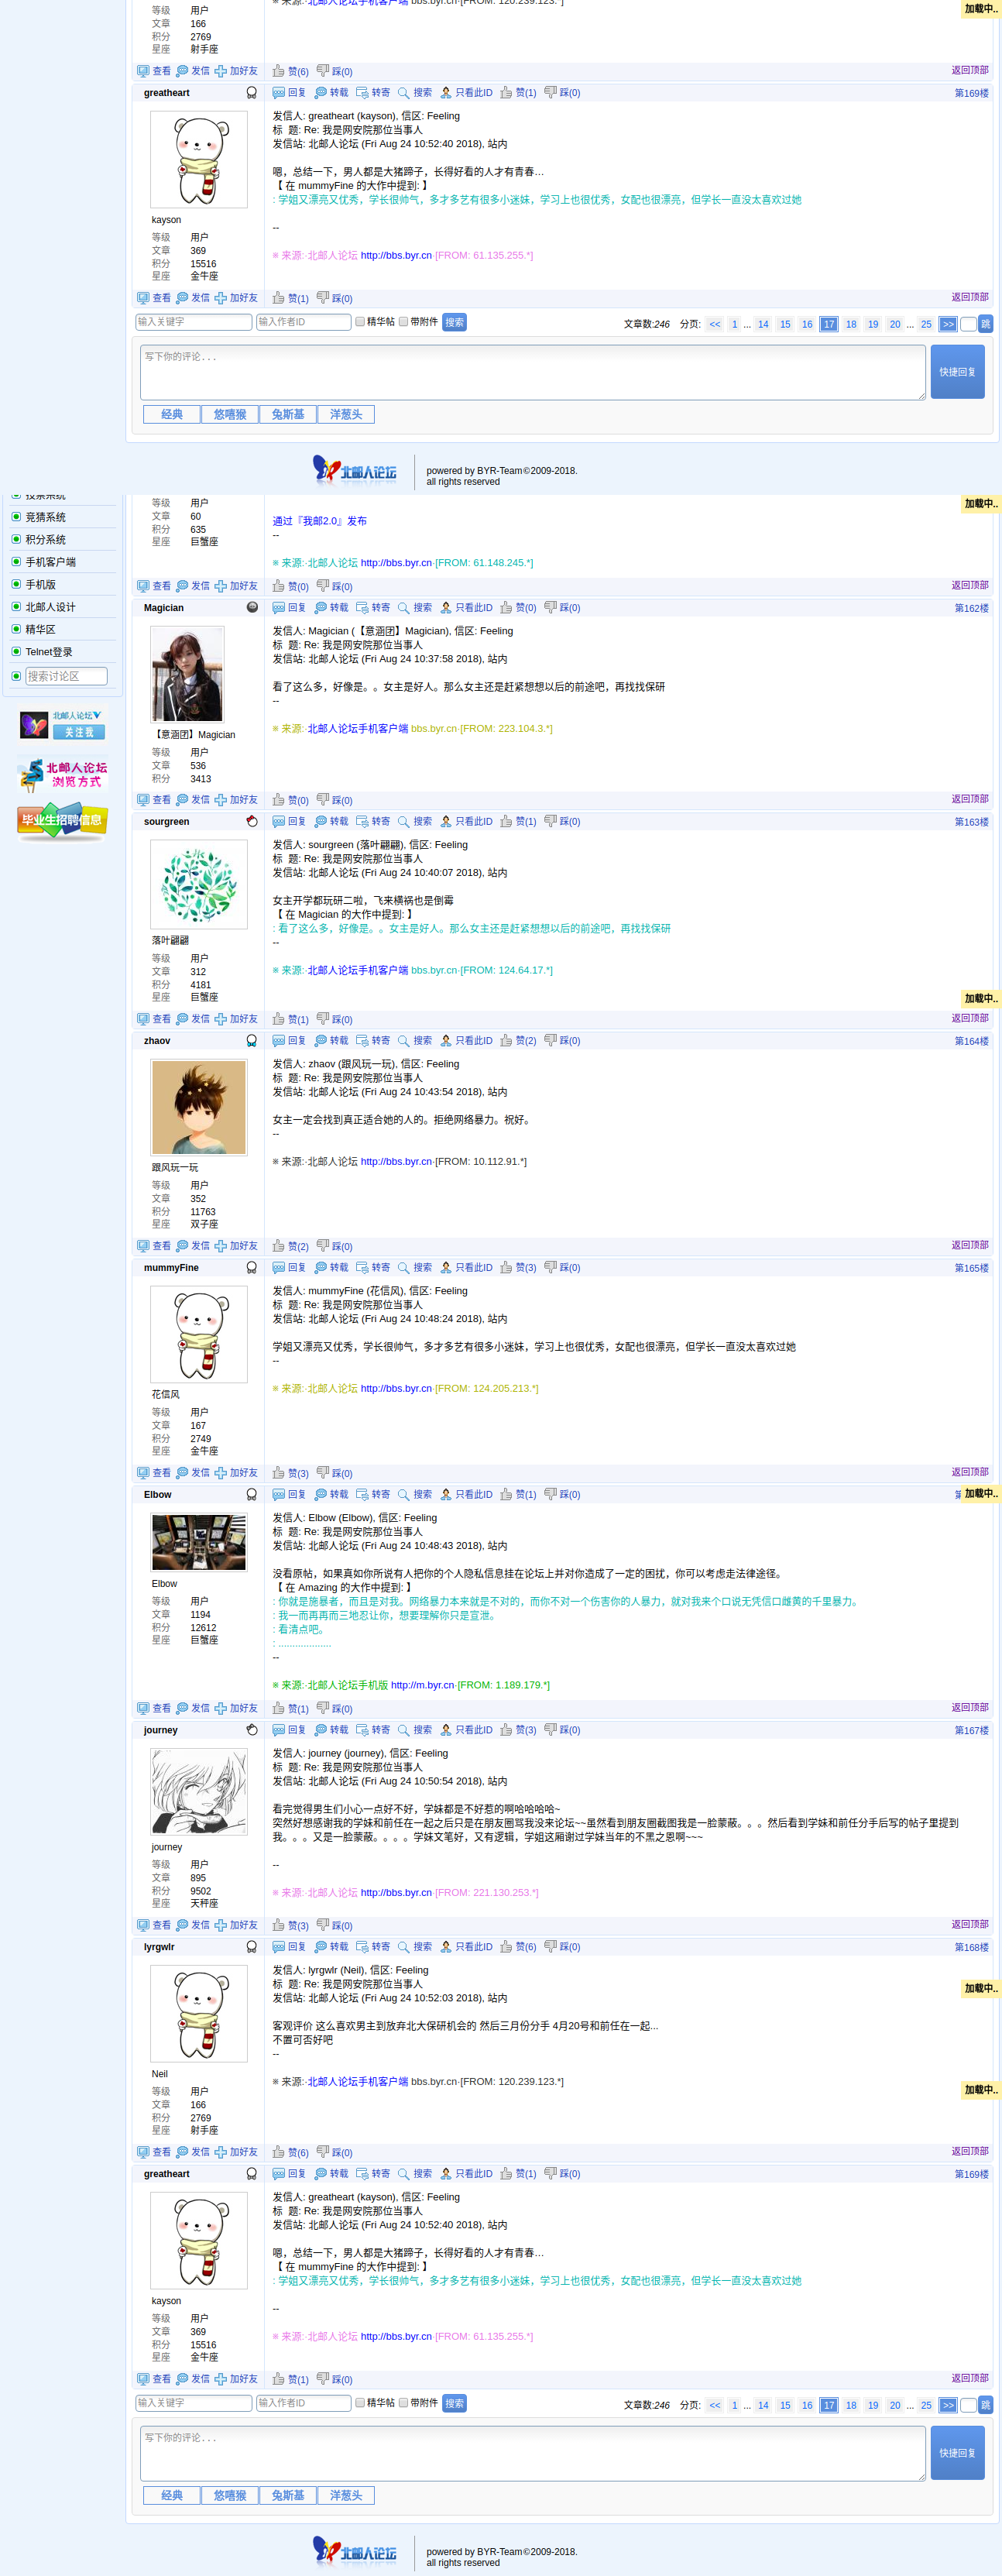 等级 用户
文章 166
积分 2769
星座 射手座
※ 来源:·北邮人论坛手机客户端 bbs.byr.cn·[FROM: 120.239.123.*]
加载中..
查看 发信 加好友 赞(6) 踩(0) 返回顶部
greatheart 回复 转载 转寄 搜索 只看此ID 赞(1) 踩(0) 第169楼
发信人: greatheart (kayson), 信区: Feeling
标  题: Re: 我是网安院那位当事人
发信站: 北邮人论坛 (Fri Aug 24 10:52:40 2018), 站内
嗯，总结一下，男人都是大猪蹄子，长得好看的人才有青春…
【 在 mummyFine 的大作中提到: 】
: 学姐又漂亮又优秀，学长很帅气，多才多艺有很多小迷妹，学习上也很优秀，女配也很漂亮，但学长一直没太喜欢过她
--
※ 来源:·北邮人论坛 http://bbs.byr.cn·[FROM: 61.135.255.*]
kayson
等级 用户
文章 369
积分 15516
星座 金牛座
查看 发信 加好友 赞(1) 踩(0) 返回顶部
输入关键字 输入作者ID 精华帖 带附件 搜索 文章数:246 分页: << 1 ... 14 15 16 17 18 19 20 ... 25 >> 跳
写下你的评论...
快捷回复
经典 悠嘻猴 兔斯基 洋葱头
北邮人论坛
powered by BYR-Team©2009-2018.
all rights reserved
投票系统
竞猜系统
积分系统
手机客户端
手机版
北邮人设计
精华区
Telnet登录
搜索讨论区
北邮人论坛
关注我
北邮人论坛
浏览方式
毕业生招聘信息
加载中..
等级 用户
文章 60
积分 635
星座 巨蟹座
通过『我邮2.0』发布
--
※ 来源:·北邮人论坛 http://bbs.byr.cn·[FROM: 61.148.245.*]
查看 发信 加好友 赞(0) 踩(0) 返回顶部
Magician 回复 转载 转寄 搜索 只看此ID 赞(0) 踩(0) 第162楼
发信人: Magician (【意涵团】Magician), 信区: Feeling
标  题: Re: 我是网安院那位当事人
发信站: 北邮人论坛 (Fri Aug 24 10:37:58 2018), 站内
看了这么多，好像是。。女主是好人。那么女主还是赶紧想想以后的前途吧，再找找保研
--
※ 来源:·北邮人论坛手机客户端 bbs.byr.cn·[FROM: 223.104.3.*]
【意涵团】Magician
等级 用户
文章 536
积分 3413
查看 发信 加好友 赞(0) 踩(0) 返回顶部
sourgreen 回复 转载 转寄 搜索 只看此ID 赞(1) 踩(0) 第163楼
发信人: sourgreen (落叶翩翩), 信区: Feeling
标  题: Re: 我是网安院那位当事人
发信站: 北邮人论坛 (Fri Aug 24 10:40:07 2018), 站内
女主开学都玩研二啦，飞来横祸也是倒霉
【 在 Magician 的大作中提到: 】
: 看了这么多，好像是。。女主是好人。那么女主还是赶紧想想以后的前途吧，再找找保研
--
※ 来源:·北邮人论坛手机客户端 bbs.byr.cn·[FROM: 124.64.17.*]
落叶翩翩
等级 用户
文章 312
积分 4181
星座 巨蟹座
加载中..
查看 发信 加好友 赞(1) 踩(0) 返回顶部
zhaov 回复 转载 转寄 搜索 只看此ID 赞(2) 踩(0) 第164楼
发信人: zhaov (跟风玩一玩), 信区: Feeling
标  题: Re: 我是网安院那位当事人
发信站: 北邮人论坛 (Fri Aug 24 10:43:54 2018), 站内
女主一定会找到真正适合她的人的。拒绝网络暴力。祝好。
--
※ 来源:·北邮人论坛 http://bbs.byr.cn·[FROM: 10.112.91.*]
跟风玩一玩
等级 用户
文章 352
积分 11763
星座 双子座
查看 发信 加好友 赞(2) 踩(0) 返回顶部
mummyFine 回复 转载 转寄 搜索 只看此ID 赞(3) 踩(0) 第165楼
发信人: mummyFine (花信风), 信区: Feeling
标  题: Re: 我是网安院那位当事人
发信站: 北邮人论坛 (Fri Aug 24 10:48:24 2018), 站内
学姐又漂亮又优秀，学长很帅气，多才多艺有很多小迷妹，学习上也很优秀，女配也很漂亮，但学长一直没太喜欢过她
--
※ 来源:·北邮人论坛 http://bbs.byr.cn·[FROM: 124.205.213.*]
花信风
等级 用户
文章 167
积分 2749
星座 金牛座
查看 发信 加好友 赞(3) 踩(0) 返回顶部
Elbow 回复 转载 转寄 搜索 只看此ID 赞(1) 踩(0) 第 加载中..
发信人: Elbow (Elbow), 信区: Feeling
标  题: Re: 我是网安院那位当事人
发信站: 北邮人论坛 (Fri Aug 24 10:48:43 2018), 站内
没看原帖，如果真如你所说有人把你的个人隐私信息挂在论坛上并对你造成了一定的困扰，你可以考虑走法律途径。
【 在 Amazing 的大作中提到: 】
: 你就是施暴者，而且是对我。网络暴力本来就是不对的，而你不对一个伤害你的人暴力，就对我来个口说无凭信口雌黄的千里暴力。
: 我一而再再而三地忍让你，想要理解你只是宣泄。
: 看清点吧。
: ...................
--
※ 来源:·北邮人论坛手机版 http://m.byr.cn·[FROM: 1.189.179.*]
Elbow
等级 用户
文章 1194
积分 12612
星座 巨蟹座
查看 发信 加好友 赞(1) 踩(0) 返回顶部
journey 回复 转载 转寄 搜索 只看此ID 赞(3) 踩(0) 第167楼
发信人: journey (journey), 信区: Feeling
标  题: Re: 我是网安院那位当事人
发信站: 北邮人论坛 (Fri Aug 24 10:50:54 2018), 站内
看完觉得男生们小心一点好不好，学妹都是不好惹的啊哈哈哈哈~
突然好想感谢我的学妹和前任在一起之后只是在朋友圈骂我没来论坛~~虽然看到朋友圈截图我是一脸蒙蔽。。。然后看到学妹和前任分手后写的帖子里提到
我。。。又是一脸蒙蔽。。。。学妹文笔好，又有逻辑，学姐这厢谢过学妹当年的不黑之恩啊~~~
--
※ 来源:·北邮人论坛 http://bbs.byr.cn·[FROM: 221.130.253.*]
journey
等级 用户
文章 895
积分 9502
星座 天秤座
查看 发信 加好友 赞(3) 踩(0) 返回顶部
lyrgwlr 回复 转载 转寄 搜索 只看此ID 赞(6) 踩(0) 第168楼
发信人: lyrgwlr (Neil), 信区: Feeling
标  题: Re: 我是网安院那位当事人
发信站: 北邮人论坛 (Fri Aug 24 10:52:03 2018), 站内
加载中..
客观评价 这么喜欢男主到放弃北大保研机会的 然后三月份分手 4月20号和前任在一起...
不置可否好吧
--
※ 来源:·北邮人论坛手机客户端 bbs.byr.cn·[FROM: 120.239.123.*]
加载中..
Neil
等级 用户
文章 166
积分 2769
星座 射手座
查看 发信 加好友 赞(6) 踩(0) 返回顶部
greatheart 回复 转载 转寄 搜索 只看此ID 赞(1) 踩(0) 第169楼
发信人: greatheart (kayson), 信区: Feeling
标  题: Re: 我是网安院那位当事人
发信站: 北邮人论坛 (Fri Aug 24 10:52:40 2018), 站内
嗯，总结一下，男人都是大猪蹄子，长得好看的人才有青春…
【 在 mummyFine 的大作中提到: 】
: 学姐又漂亮又优秀，学长很帅气，多才多艺有很多小迷妹，学习上也很优秀，女配也很漂亮，但学长一直没太喜欢过她
--
※ 来源:·北邮人论坛 http://bbs.byr.cn·[FROM: 61.135.255.*]
kayson
等级 用户
文章 369
积分 15516
星座 金牛座
查看 发信 加好友 赞(1) 踩(0) 返回顶部
输入关键字 输入作者ID 精华帖 带附件 搜索 文章数:246 分页: << 1 ... 14 15 16 17 18 19 20 ... 25 >> 跳
写下你的评论...
快捷回复
经典 悠嘻猴 兔斯基 洋葱头
北邮人论坛
powered by BYR-Team©2009-2018.
all rights reserved